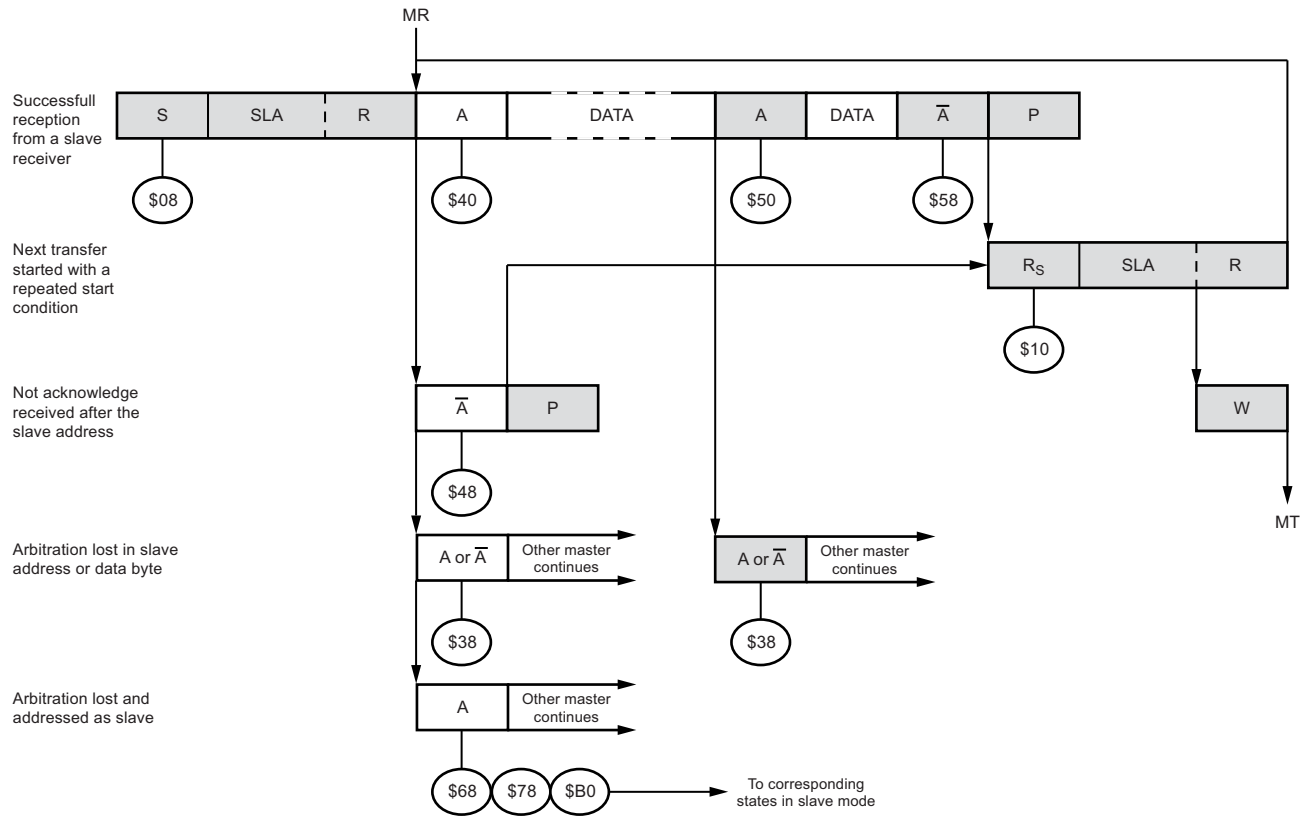 MR
Successfull
reception
from a slave
receiver
S SLA R A DATA A DATA A̅ P
$08 $40 $50 $58
Next transfer
started with a
repeated start
condition
RS SLA R
$10
Not acknowledge
received after the
slave address
A̅ P W
$48
MT
Arbitration lost in slave
address or data byte
A or A̅ Other master
continues
A or A̅ Other master
continues
$38 $38
Arbitration lost and
addressed as slave
A Other master
continues
$68 $78 $B0 To corresponding
states in slave mode